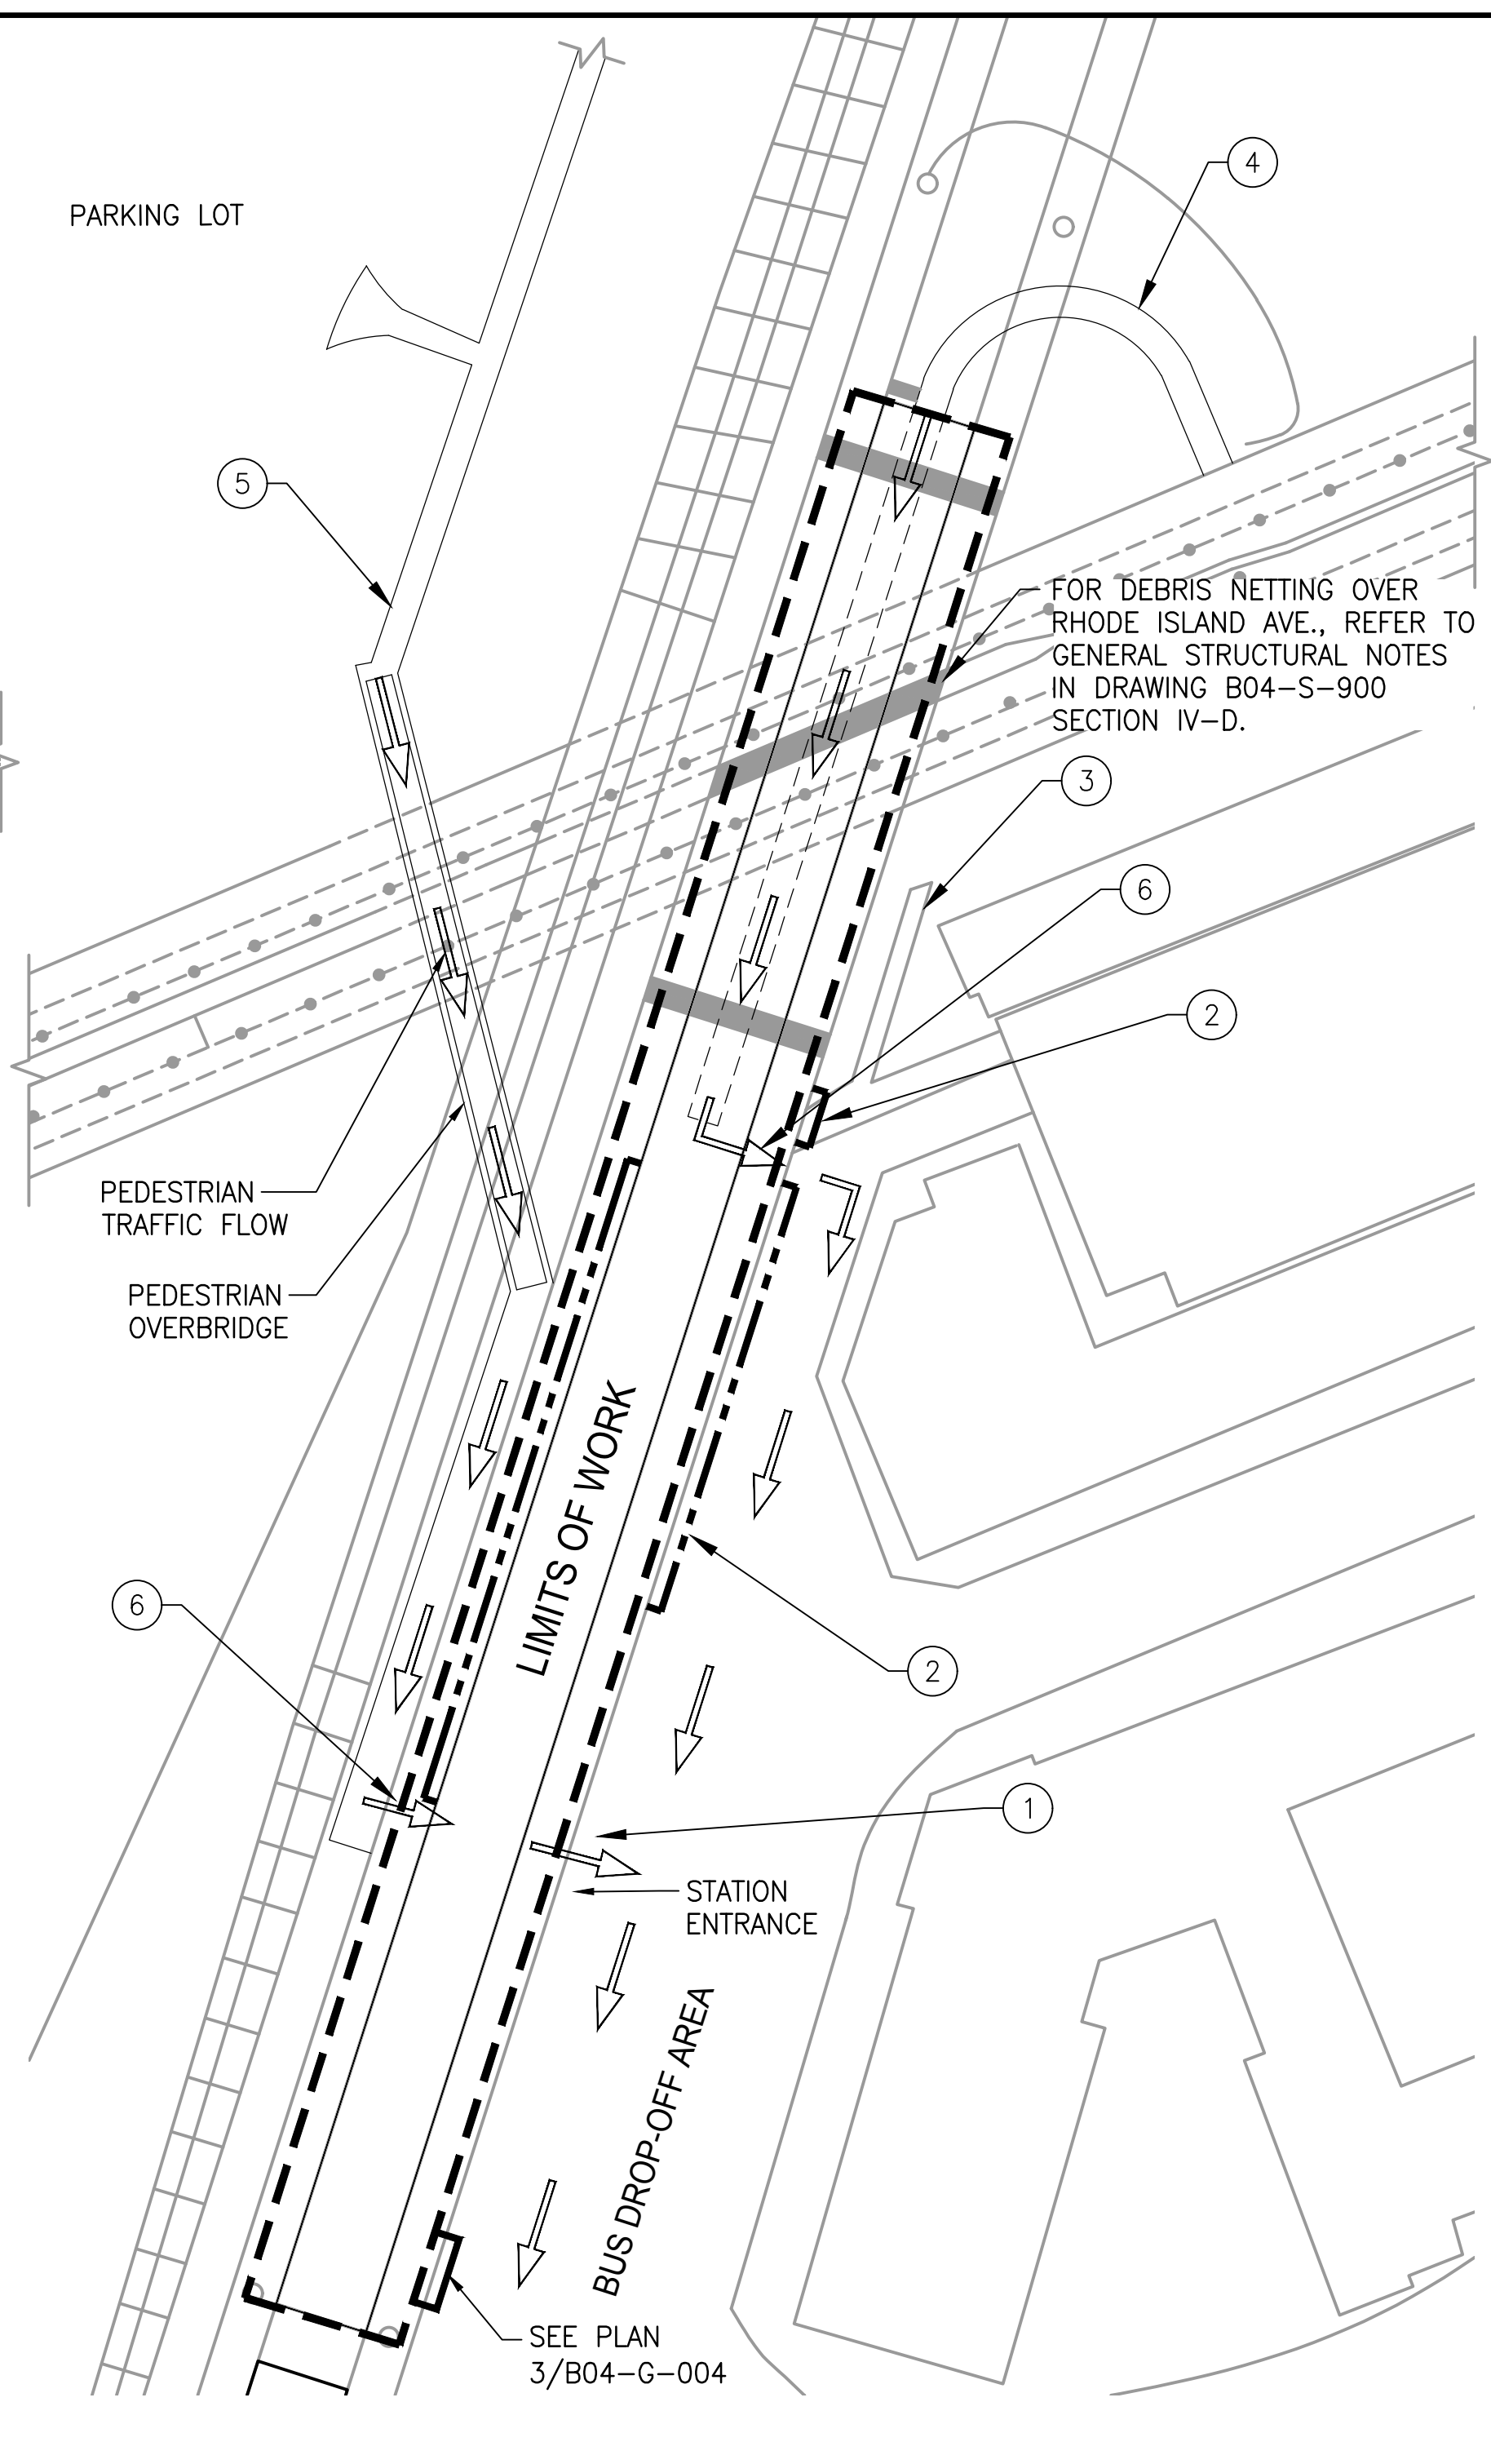 4
PARKING LOT
5
FOR DEBRIS NETTING OVER
RHODE ISLAND AVE., REFER TO
GENERAL STRUCTURAL NOTES
IN DRAWING B04-S-900
SECTION IV-D.
3
6
2
PEDESTRIAN
TRAFFIC FLOW
PEDESTRIAN
OVERBRIDGE
LIMITS OF WORK
6
2
1
STATION
ENTRANCE
BUS DROP-OFF AREA
SEE PLAN
3/B04-G-004